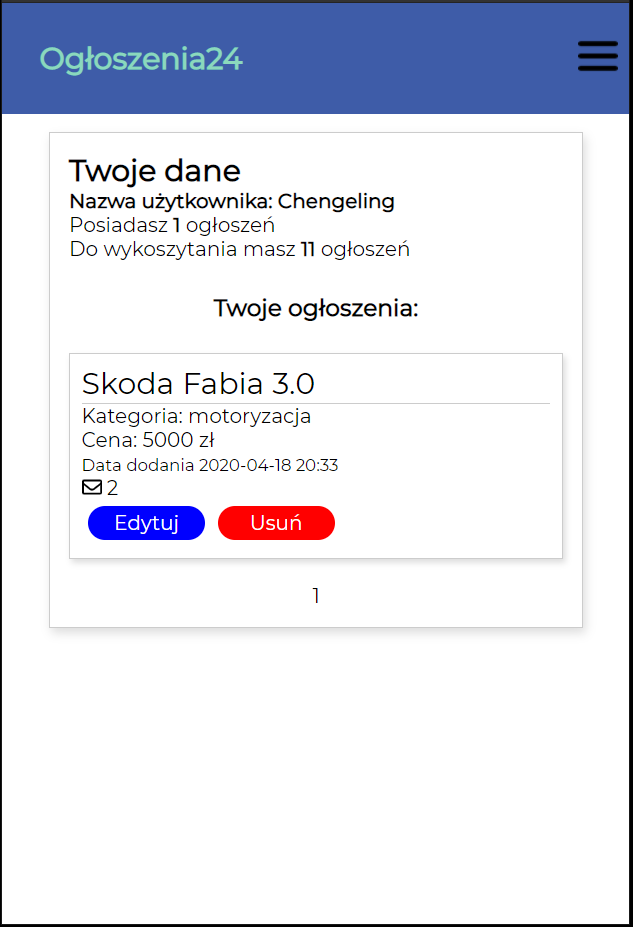 Ogłoszenia24
Twoje dane
Nazwa użytkownika: Chengeling
Posiadasz 1 ogłoszeń
Do wykoszytania masz 11 ogłoszeń
Twoje ogłoszenia:
Skoda Fabia 3.0
Kategoria: motoryzacja
Cena: 5000 zł
Data dodania 2020-04-18 20:33
2
Edytuj Usuń
1